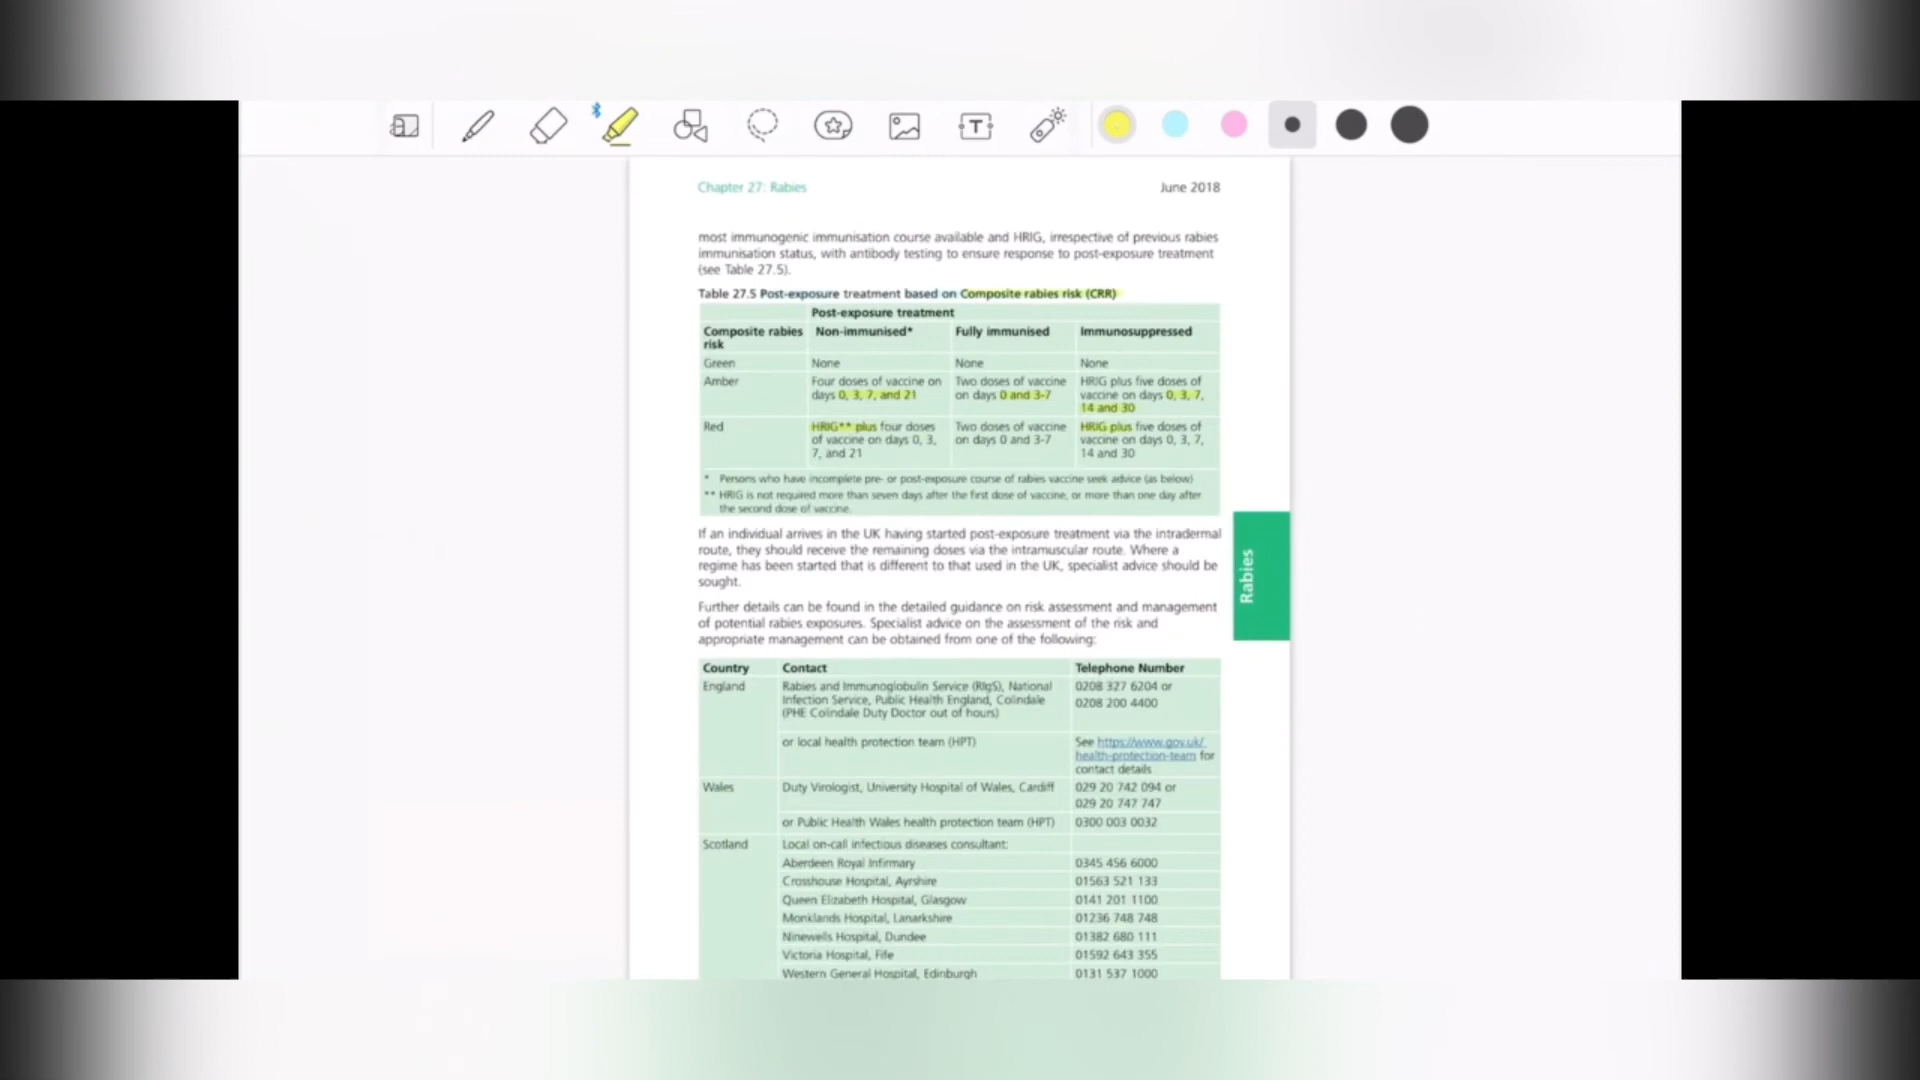 Chapter 27: Rabies
June 2018
most immunogenic immunisation course available and HRIG, irrespective of previous rabies
immunisation status, with antibody testing to ensure response to post-exposure treatment
(see Table 27.5).
Table 27.5 Post-exposure treatment based on Composite rabies risk (CRR)
Post-exposure treatment
Composite rabies risk
Non-immunised*
Fully immunised
Immunosuppressed
Green
None
None
None
Amber
Four doses of vaccine on
days 0, 3, 7, and 21
Two doses of vaccine
on days 0 and 3-7
HRIG plus five doses of
vaccine on days 0, 3, 7,
14 and 30
Red
HRIG** plus four doses
of vaccine on days 0, 3,
7, and 21
Two doses of vaccine
on days 0 and 3-7
HRIG plus five doses of
vaccine on days 0, 3, 7,
14 and 30
* Persons who have incomplete pre- or post-exposure course of rabies vaccine seek advice (as below)
** HRIG is not required more than seven days after the first dose of vaccine, or more than one day after
the second dose of vaccine.
If an individual arrives in the UK having started post-exposure treatment via the intradermal
route, they should receive the remaining doses via the intramuscular route. Where a
regime has been started that is different to that used in the UK, specialist advice should be
sought.
Rabies
Further details can be found in the detailed guidance on risk assessment and management
of potential rabies exposures. Specialist advice on the assessment of the risk and
appropriate management can be obtained from one of the following:
Country
Contact
Telephone Number
England
Rabies and Immunoglobulin Service (RIgS), National
Infection Service, Public Health England, Colindale
(PHE Colindale Duty Doctor out of hours)
0208 327 6204 or
0208 200 4400
or local health protection team (HPT)
See https://www.gov.uk/
health-protection-team for
contact details
Wales
Duty Virologist, University Hospital of Wales, Cardiff
029 20 742 094 or
029 20 747 747
or Public Health Wales health protection team (HPT)
0300 003 0032
Scotland
Local on-call infectious diseases consultant:
Aberdeen Royal Infirmary
0345 456 6000
Crosshouse Hospital, Ayrshire
01563 521 133
Queen Elizabeth Hospital, Glasgow
0141 201 1100
Monklands Hospital, Lanarkshire
01236 748 748
Ninewells Hospital, Dundee
01382 680 111
Victoria Hospital, Fife
01592 643 355
Western General Hospital, Edinburgh
0131 537 1000